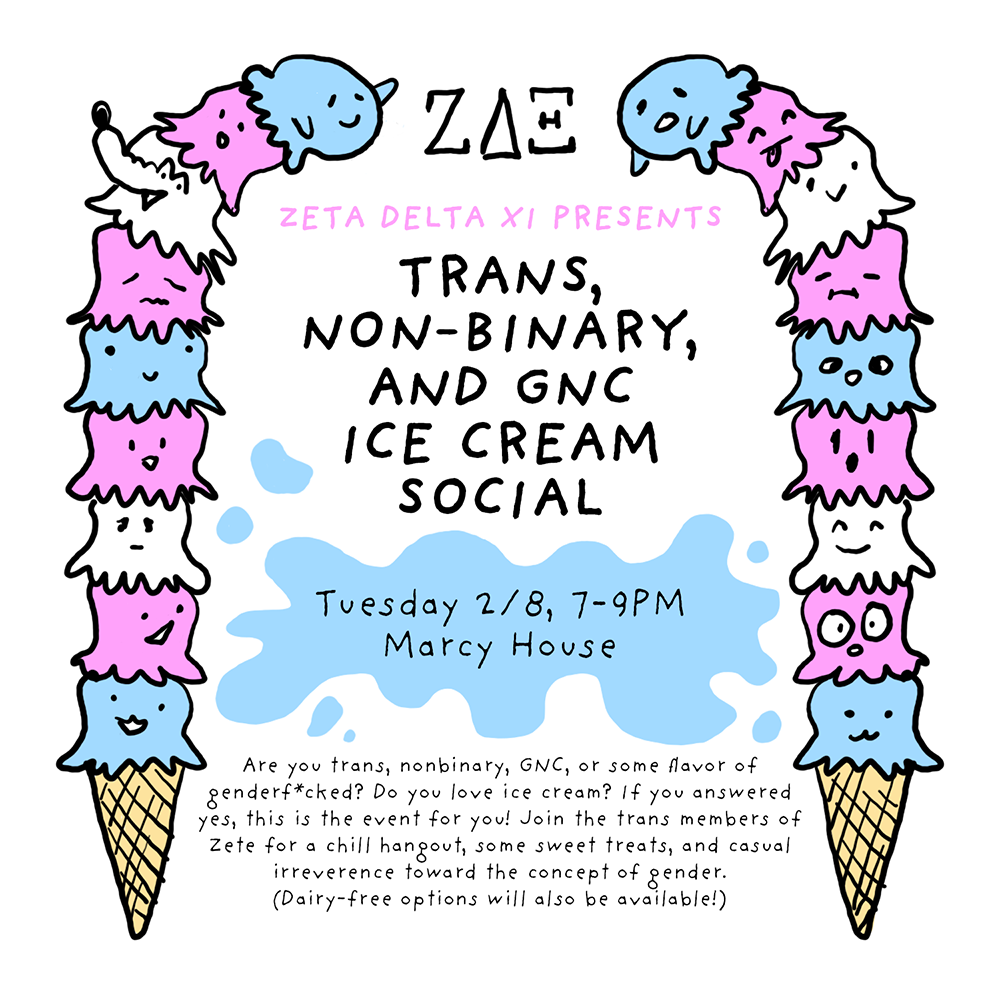 ΖΔΞ
ZETA DELTA XI PRESENTS
TRANS,
NON-BINARY,
AND GNC
ICE CREAM
SOCIAL
Tuesday 2/8, 7-9PM
Marcy House
Are you trans, nonbinary, GNC, or some flavor of
genderf*cked? Do you love ice cream? If you answered
yes, this is the event for you! Join the trans members of
Zete for a chill hangout, some sweet treats, and casual
irreverence toward the concept of gender.
(Dairy-free options will also be available!)